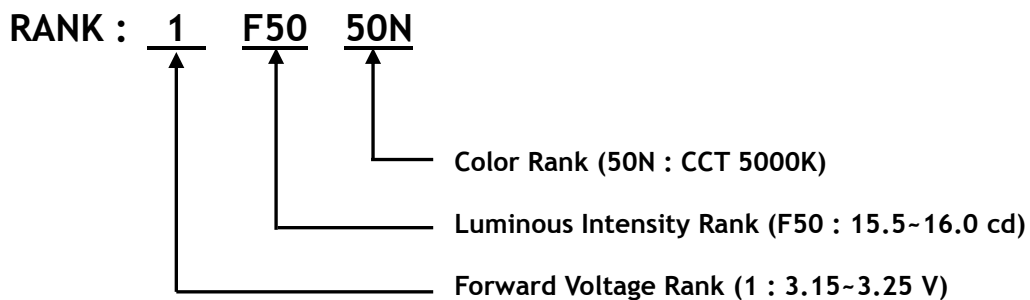 RANK : 1 F50 50N
Color Rank (50N : CCT 5000K)
Luminous Intensity Rank (F50 : 15.5~16.0 cd)
Forward Voltage Rank (1 : 3.15~3.25 V)